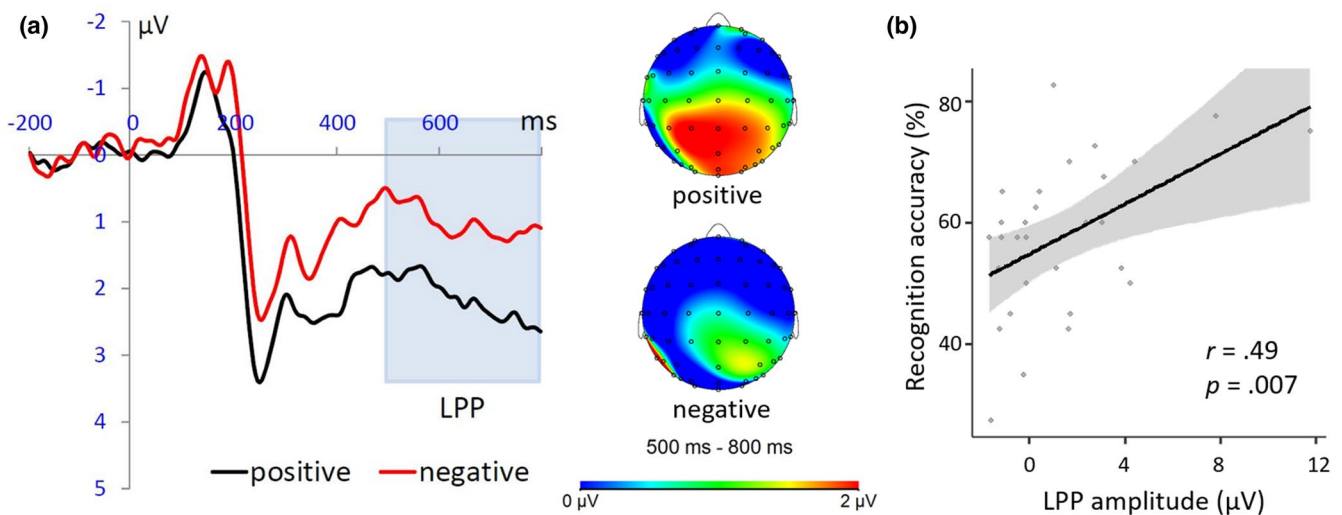 (a)
-2
µV
-1
-200
0
200
400
600
ms
0
1
2
3
LPP
4
positive
negative
5
positive
negative
500 ms - 800 ms
0 µV
2 µV
(b)
Recognition accuracy (%)
80
60
40
r = .49
p = .007
0
4
8
12
LPP amplitude (µV)